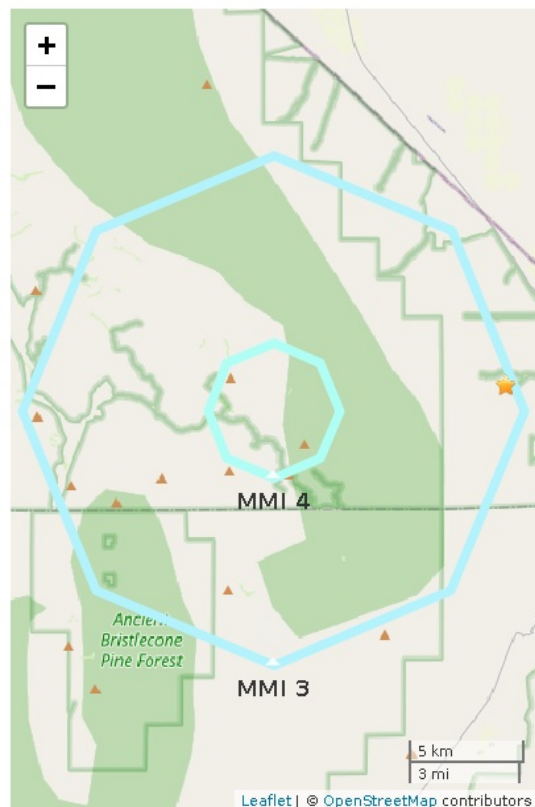 +
−
MMI 4
Ancient
Bristlecone
Pine Forest
MMI 3
5 km
3 mi
Leaflet | © OpenStreetMap contributors